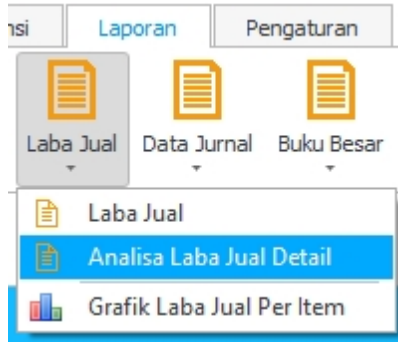 nsi Laporan Pengaturan
Laba Jual Data Jurnal Buku Besar
Laba Jual
Analisa Laba Jual Detail
Grafik Laba Jual Per Item